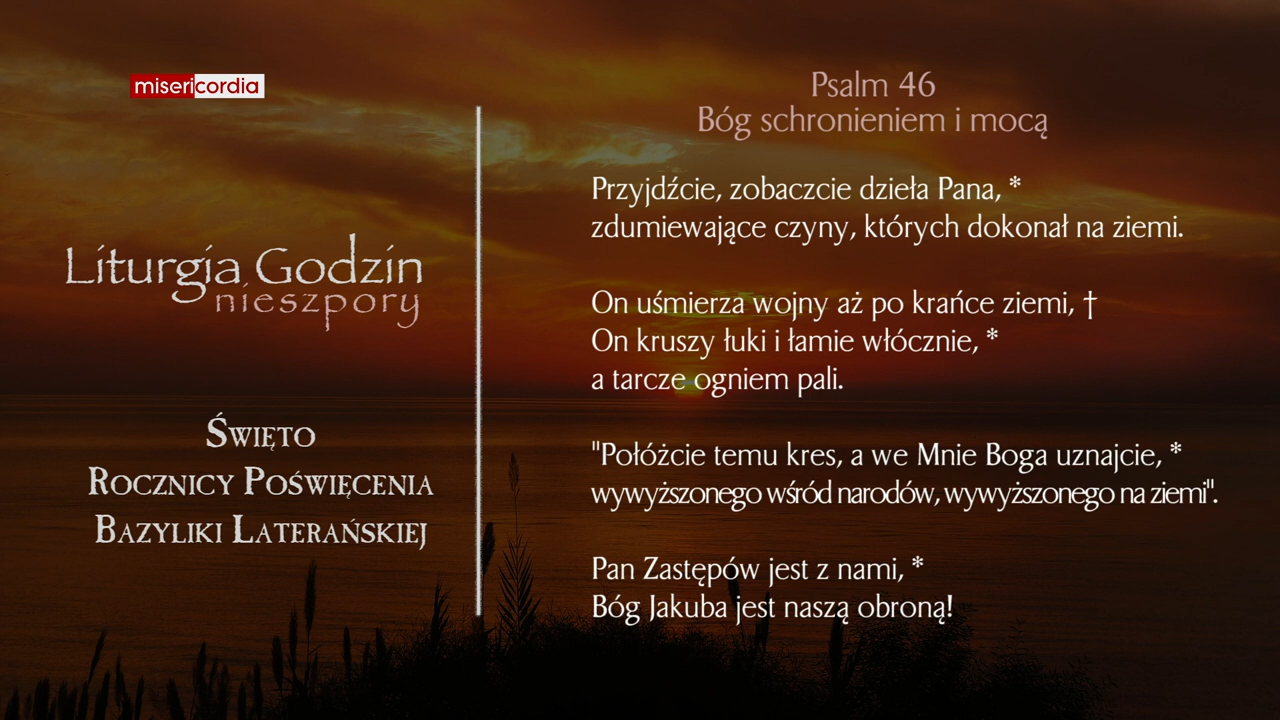 misericordia
Liturgia Godzin
nieszpory
Święto
Rocznicy Poświęcenia
Bazyliki Laterańskiej
Psalm 46
Bóg schronieniem i mocą
Przyjdźcie, zobaczcie dzieła Pana, *
zdumiewające czyny, których dokonał na ziemi.
On uśmierza wojny aż po krańce ziemi, †
On kruszy łuki i łamie włócznie, *
a tarcze ogniem pali.
"Połóżcie temu kres, a we Mnie Boga uznajcie, *
wywyższonego wśród narodów, wywyższonego na ziemi".
Pan Zastępów jest z nami, *
Bóg Jakuba jest naszą obroną!